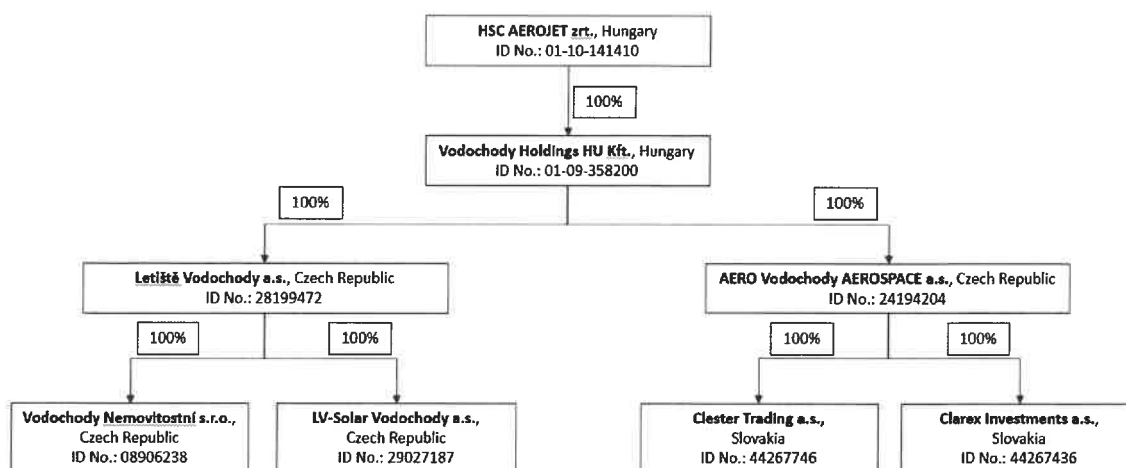 HSC AEROJET zrt., Hungary
ID No.: 01-10-141410
100%
Vodochody Holdings HU Kft., Hungary
ID No.: 01-09-358200
100%
100%
Letiště Vodochody a.s., Czech Republic
ID No.: 28199472
AERO Vodochody AEROSPACE a.s., Czech Republic
ID No.: 24194204
100%
100%
100%
100%
Vodochody Nemovitostní s.r.o.,
Czech Republic
ID No.: 08906238
LV-Solar Vodochody a.s.,
Czech Republic
ID No.: 29027187
Clester Trading a.s.,
Slovakia
ID No.: 44267746
Clarex Investments a.s.,
Slovakia
ID No.: 44267436